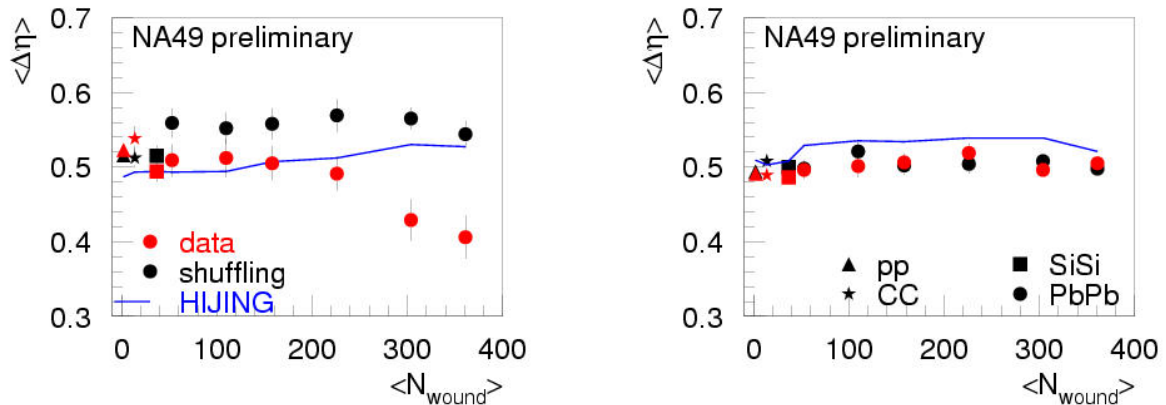 <Δη>
0.7
0.6
0.5
0.4
0.3
NA49 preliminary
data
shuffling
HIJING
0 100 200 300 400
<N_wound>
<Δη>
0.7
0.6
0.5
0.4
0.3
NA49 preliminary
pp SiSi
CC PbPb
0 100 200 300 400
<N_wound>